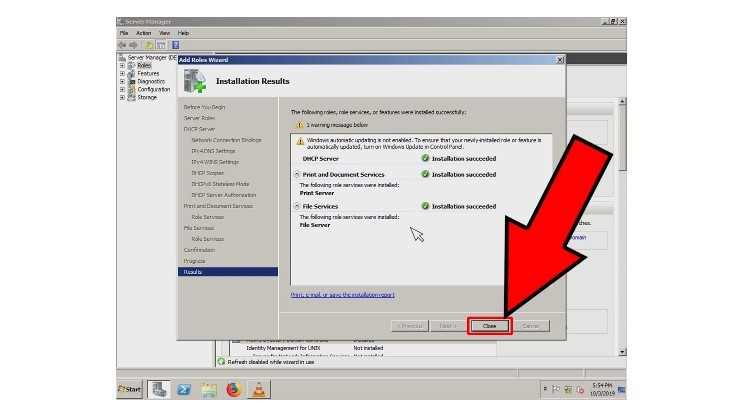 Server Manager
File Action View Help
Server Manager (DE
Roles
Features
Diagnostics
Configuration
Storage
Add Roles Wizard
Installation Results
Before You Begin
Server Roles
DHCP Server
Network Connection Bindings
IPv4 DNS Settings
IPv4 WINS Settings
DHCP Scopes
DHCPv6 Stateless Mode
DHCP Server Authorization
Print and Document Services
Role Services
File Services
Role Services
Confirmation
Progress
Results
The following roles, role services, or features were installed successfully:
1 warning message below
Windows automatic updating is not enabled. To ensure that your newly-installed role or feature is
automatically updated, turn on Windows Update in Control Panel.
DHCP Server Installation succeeded
Print and Document Services Installation succeeded
The following role services were installed:
Print Server
File Services Installation succeeded
The following role services were installed:
File Server
Print, e-mail, or save the installation report
< Previous Next > Close Cancel
ches.
omain
Identity Management for UNIX Not installed
Refresh disabled while wizard in use
Start
5:54 PM
10/3/2019